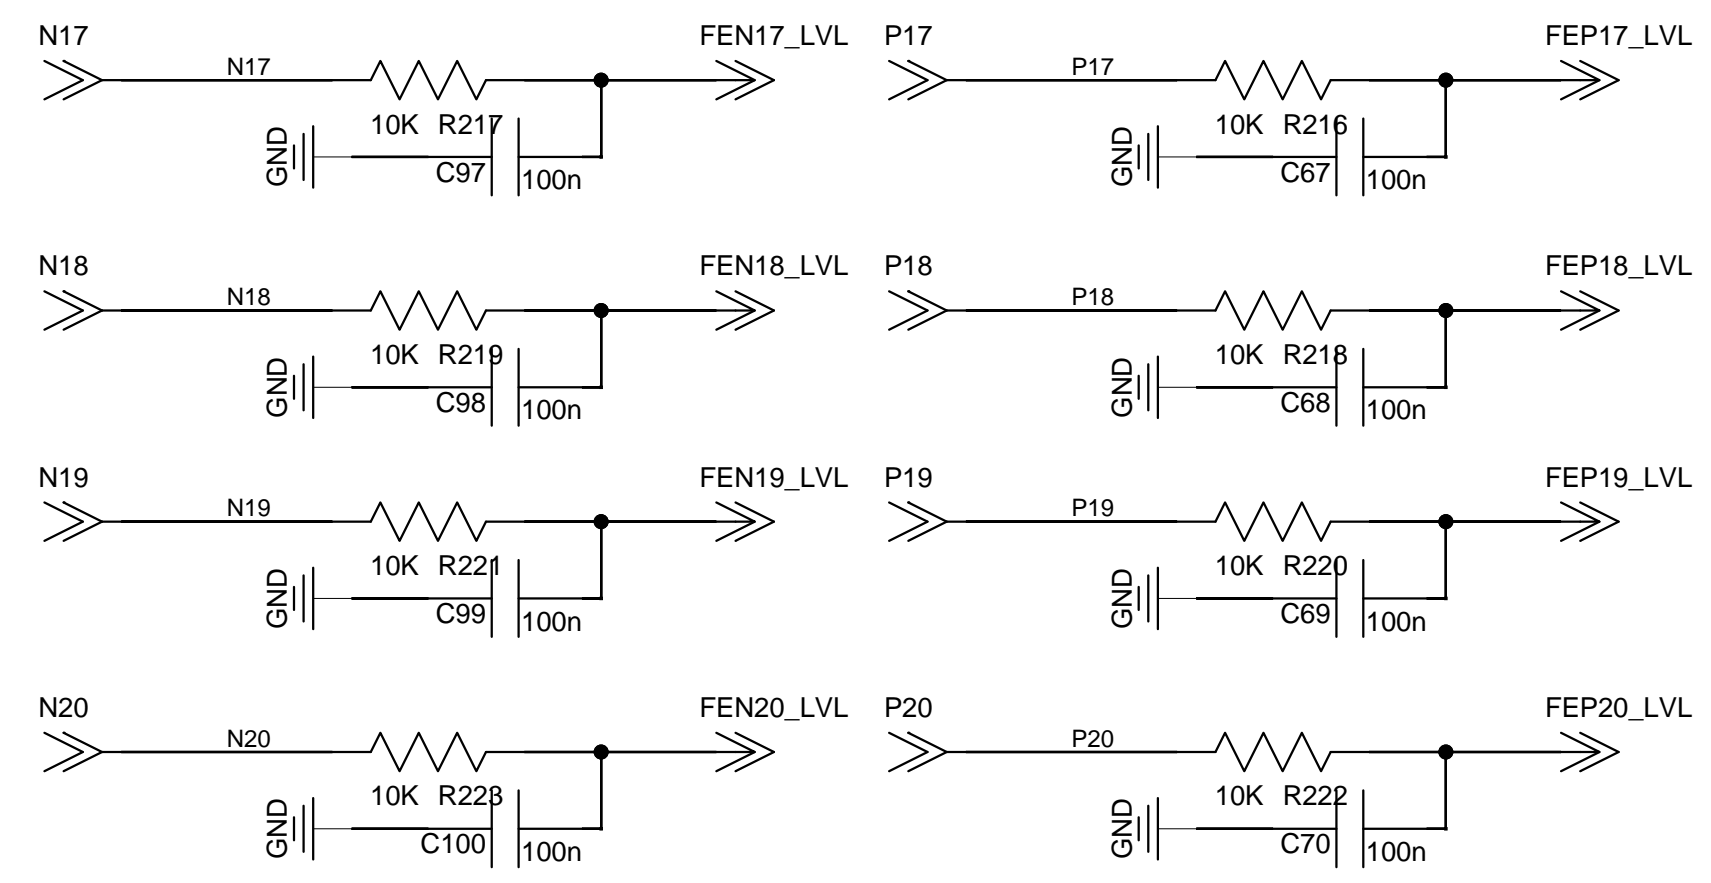 N17 FEN17_LVL P17 FEP17_LVL
N17 P17
10K R217 10K R216
GND C97 100n GND C67 100n
N18 FEN18_LVL P18 FEP18_LVL
N18 P18
10K R219 10K R218
GND C98 100n GND C68 100n
N19 FEN19_LVL P19 FEP19_LVL
N19 P19
10K R221 10K R220
GND C99 100n GND C69 100n
N20 FEN20_LVL P20 FEP20_LVL
N20 P20
10K R223 10K R222
GND C100 100n GND C70 100n